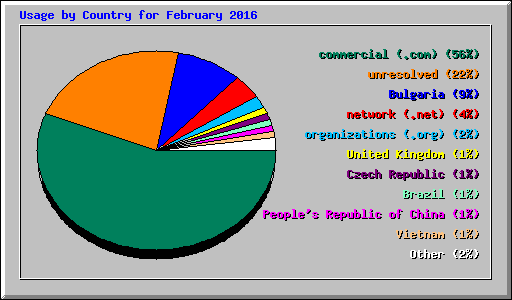 Usage by Country for February 2016
commercial (.com) (56%)
unresolved (22%)
Bulgaria (9%)
network (.net) (4%)
organizations (.org) (2%)
United Kingdom (1%)
Czech Republic (1%)
Brazil (1%)
People's Republic of China (1%)
Vietnam (1%)
Other (2%)